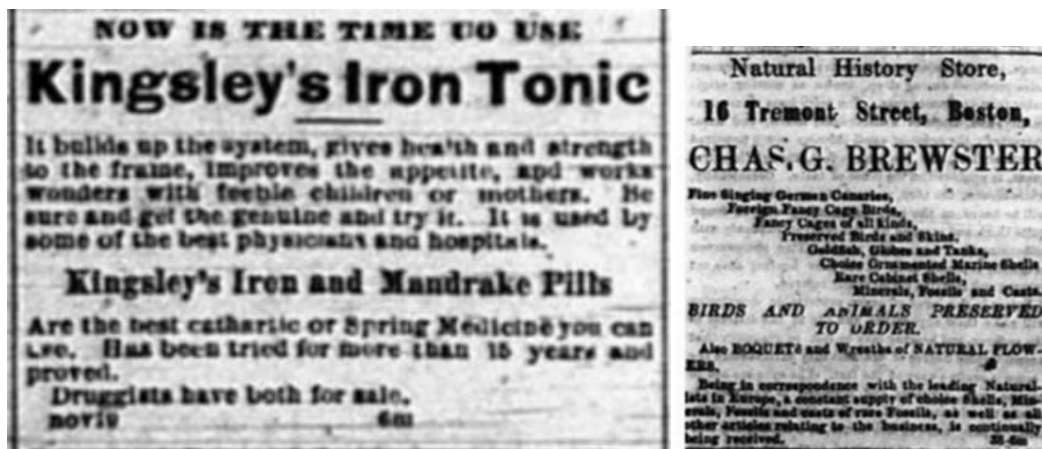 NOW IS THE TIME UO USE
Kingsley's Iron Tonic
It builds up the system, gives health and strength
to the frame, improves the appetite, and works
wonders with feeble children or mothers. Be
sure and get the genuine and try it. It is used by
some of the best physicians and hospitals.
Kingsley's Iron and Mandrake Pills
Are the best cathartic or Spring Medicine you can
use. Has been tried for more than 15 years and
proved.
Druggists have both for sale.
nov19 6m
Natural History Store,
16 Tremont Street, Boston,
CHAS. G. BREWSTER
Fine Singing German Canaries,
Foreign Fancy Cage Birds,
Fancy Cages of all kinds,
Preserved Birds and Skins,
Goldfish, Globes and Tanks,
Choice Ornamented Marine Shells
Rare Cabinet Shells,
Minerals, Fossils and Casts.
BIRDS AND ANIMALS PRESERVED
TO ORDER.
Also BOQUETs and Wreaths of NATURAL FLOW-
ERS.
Being in correspondence with the leading Natural-
ists in Europe, a constant supply of choice Shells, Min-
erals, Fossils and casts of rare Fossils, as well as all
other articles relating to the business, is continually
being received. 6m